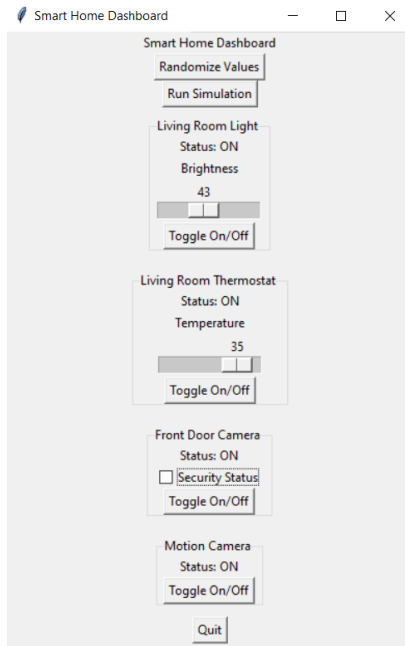 Smart Home Dashboard
Smart Home Dashboard
Randomize Values
Run Simulation
Living Room Light
Status: ON
Brightness
43
Toggle On/Off
Living Room Thermostat
Status: ON
Temperature
35
Toggle On/Off
Front Door Camera
Status: ON
Security Status
Toggle On/Off
Motion Camera
Status: ON
Toggle On/Off
Quit